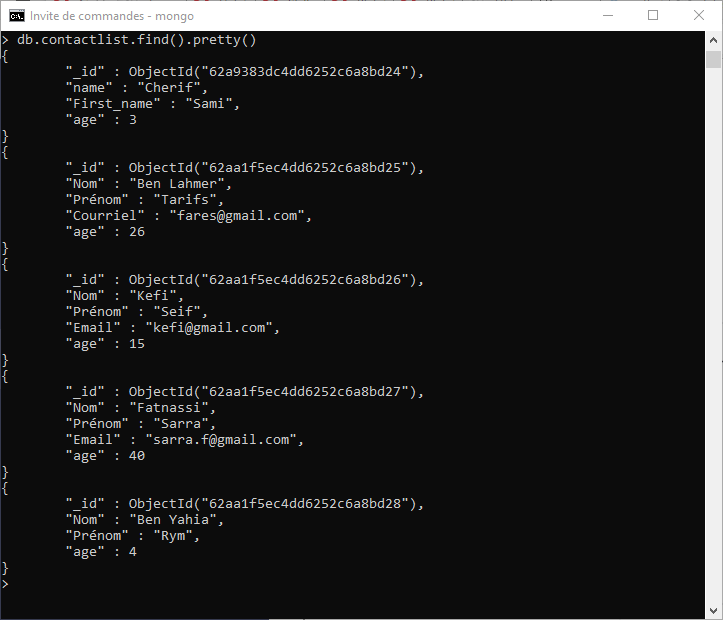 Invite de commandes - mongo
> db.contactlist.find().pretty()
{
"_id" : ObjectId("62a9383dc4dd6252c6a8bd24"),
"name" : "Cherif",
"First_name" : "Sami",
"age" : 3
}
{
"_id" : ObjectId("62aa1f5ec4dd6252c6a8bd25"),
"Nom" : "Ben Lahmer",
"Prénom" : "Tarifs",
"Courriel" : "fares@gmail.com",
"age" : 26
}
{
"_id" : ObjectId("62aa1f5ec4dd6252c6a8bd26"),
"Nom" : "Kefi",
"Prénom" : "Seif",
"Email" : "kefi@gmail.com",
"age" : 15
}
{
"_id" : ObjectId("62aa1f5ec4dd6252c6a8bd27"),
"Nom" : "Fatnassi",
"Prénom" : "Sarra",
"Email" : "sarra.f@gmail.com",
"age" : 40
}
{
"_id" : ObjectId("62aa1f5ec4dd6252c6a8bd28"),
"Nom" : "Ben Yahia",
"Prénom" : "Rym",
"age" : 4
}
>